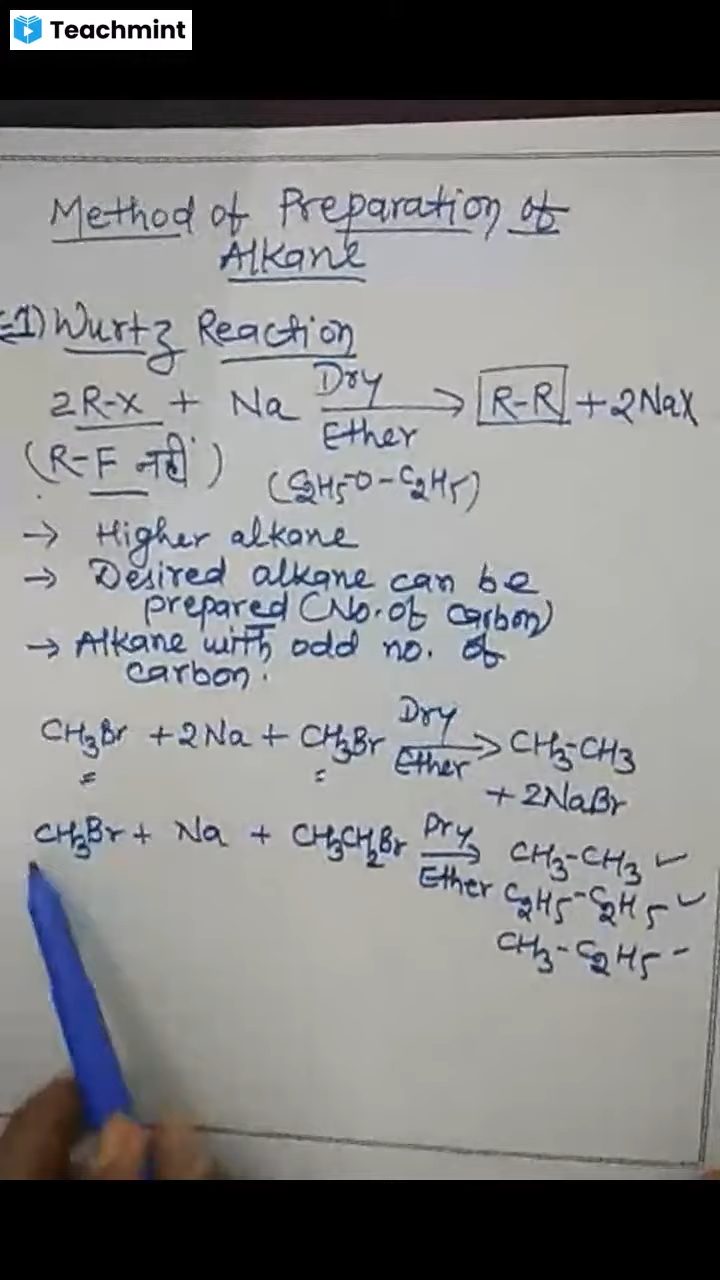 Teachmint
Method of Preparation of
Alkane
1) Wurtz Reaction
2R-X + Na Dry Ether → R-R + 2NaX
(R-F नहीं) (C2H5-O-C2H5)
→ Higher alkane
→ Desired alkane can be
prepared (No. of carbon)
→ Alkane with odd no. of
carbon.
CH3Br + 2Na + CH3Br Dry Ether → CH3-CH3
+ 2NaBr
CH3Br + Na + CH3CH2Br Dry Ether → CH3-CH3
C2H5-C2H5
CH3-C2H5